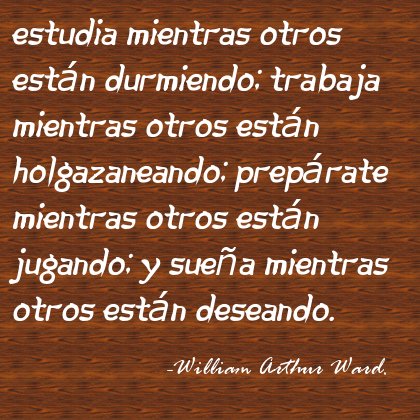 estudia mientras otros
están durmiendo; trabaja
mientras otros están
holgazaneando; prepárate
mientras otros están
jugando; y sueña mientras
otros están deseando.
-William Arthur Ward.